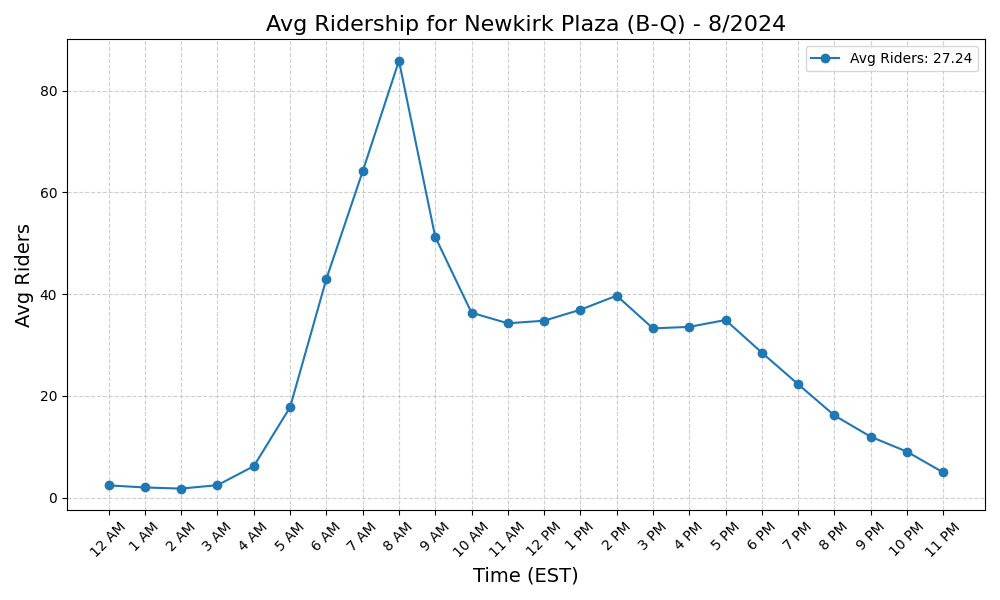 Avg Ridership for Newkirk Plaza (B-Q) - 8/2024
Avg Riders: 27.24
Avg Riders
80
60
40
20
0
12 AM
1 AM
2 AM
3 AM
4 AM
5 AM
6 AM
7 AM
8 AM
9 AM
10 AM
11 AM
12 PM
1 PM
2 PM
3 PM
4 PM
5 PM
6 PM
7 PM
8 PM
9 PM
10 PM
11 PM
Time (EST)